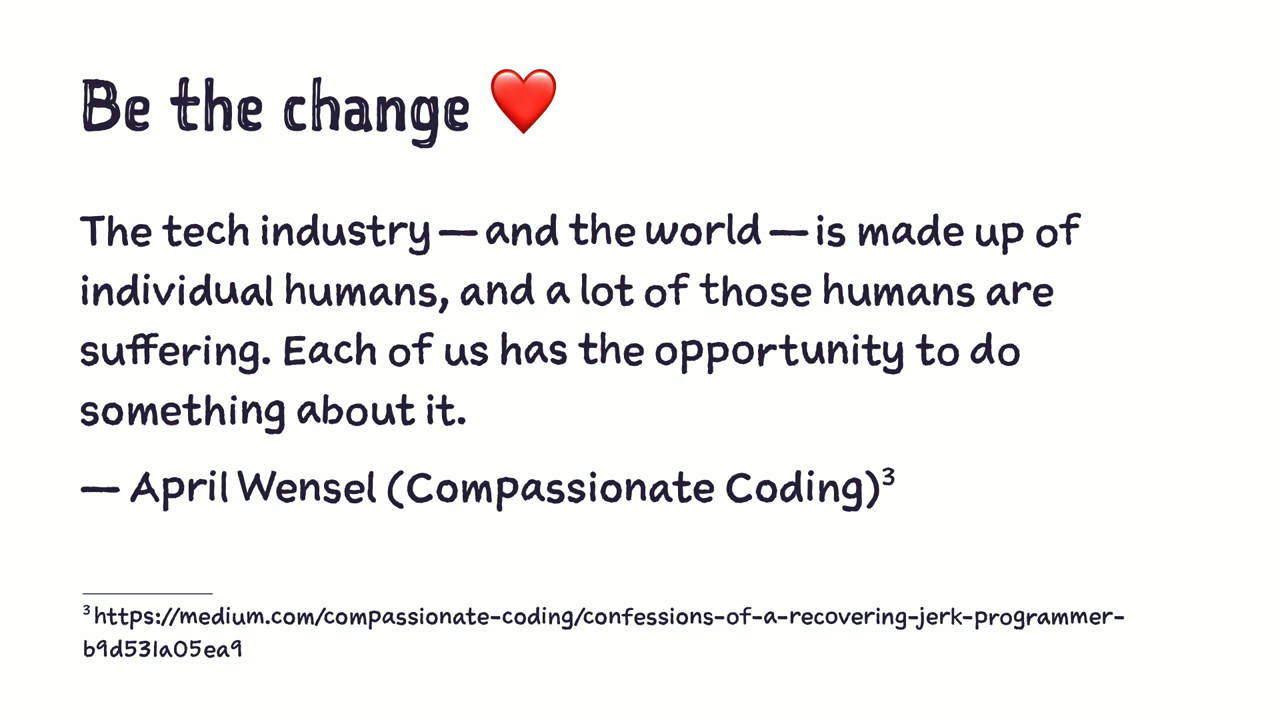 Be the change ❤️
The tech industry — and the world — is made up of
individual humans, and a lot of those humans are
suffering. Each of us has the opportunity to do
something about it.
— April Wensel (Compassionate Coding)³
³ https://medium.com/compassionate-coding/confessions-of-a-recovering-jerk-programmer-
b9d531a05ea9